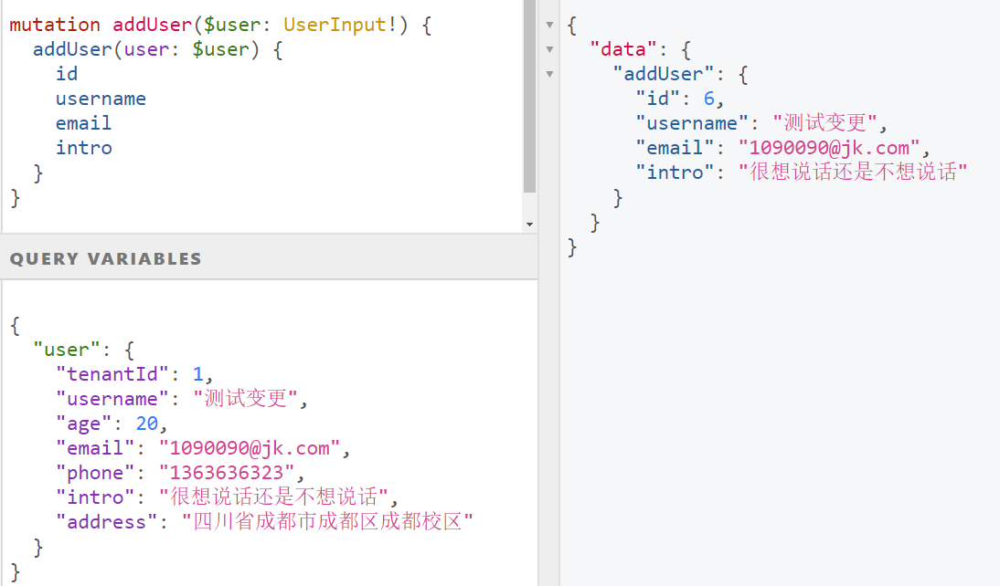 mutation addUser($user: UserInput!) {
  addUser(user: $user) {
    id
    username
    email
    intro
  }
}
QUERY VARIABLES
{
  "user": {
    "tenantId": 1,
    "username": "测试变更",
    "age": 20,
    "email": "1090090@jk.com",
    "phone": "1363636323",
    "intro": "很想说话还是不想说话",
    "address": "四川省成都市成都区成都校区"
  }
}
{
  "data": {
    "addUser": {
      "id": 6,
      "username": "测试变更",
      "email": "1090090@jk.com",
      "intro": "很想说话还是不想说话"
    }
  }
}